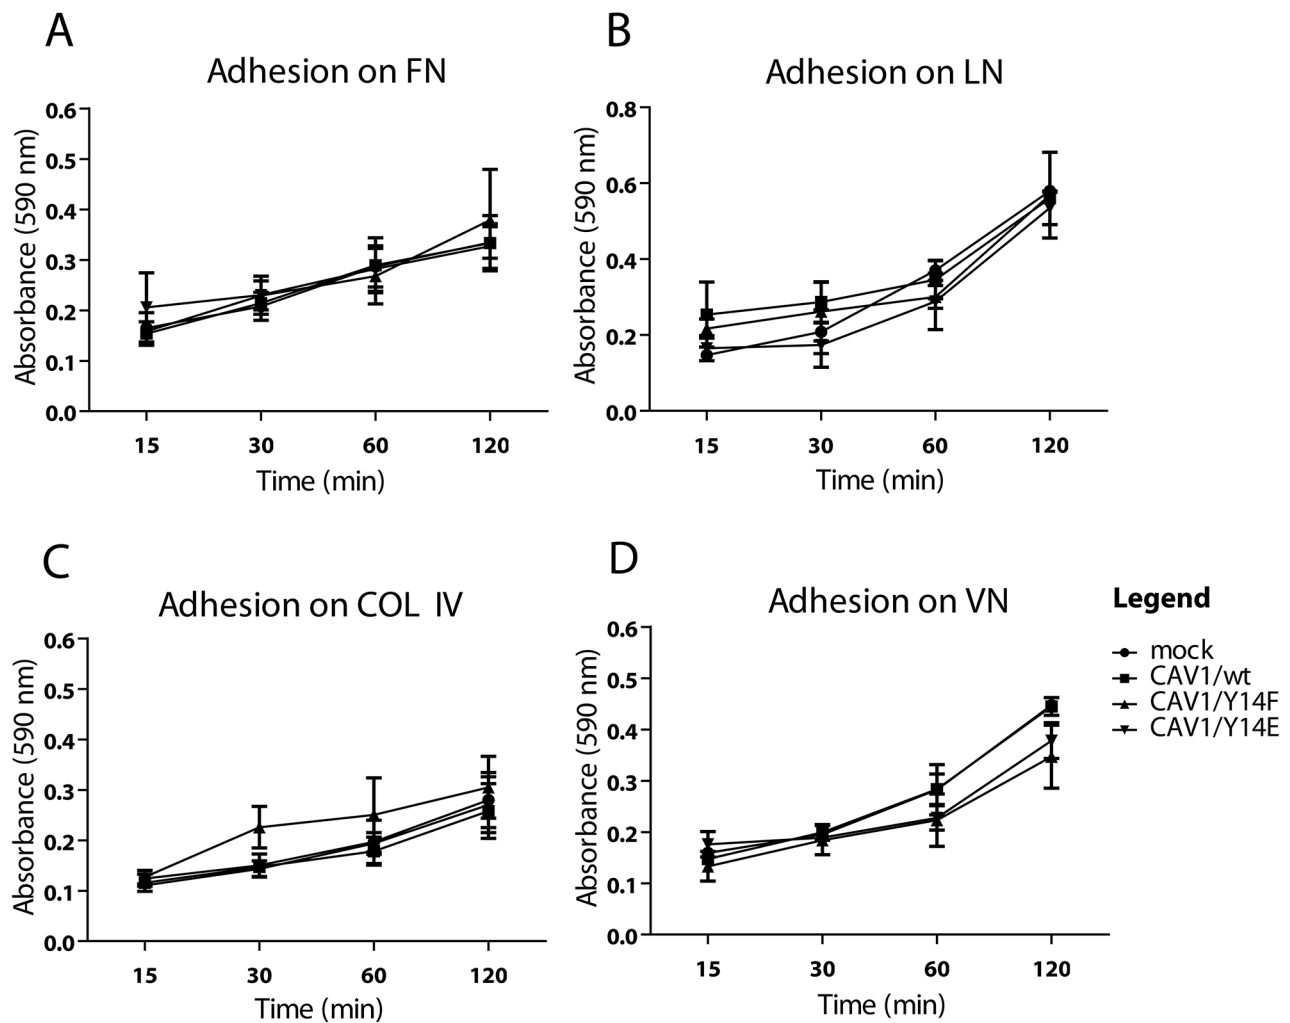 A
Adhesion on FN
Absorbance (590 nm)
0.6
0.5
0.4
0.3
0.2
0.1
0.0
15 30 60 120
Time (min)
B
Adhesion on LN
Absorbance (590 nm)
0.8
0.6
0.4
0.2
0.0
15 30 60 120
Time (min)
C
Adhesion on COL IV
Absorbance (590 nm)
0.6
0.5
0.4
0.3
0.2
0.1
0.0
15 30 60 120
Time (min)
D
Adhesion on VN
Absorbance (590 nm)
0.6
0.5
0.4
0.3
0.2
0.1
0.0
15 30 60 120
Time (min)
Legend
mock
CAV1/wt
CAV1/Y14F
CAV1/Y14E